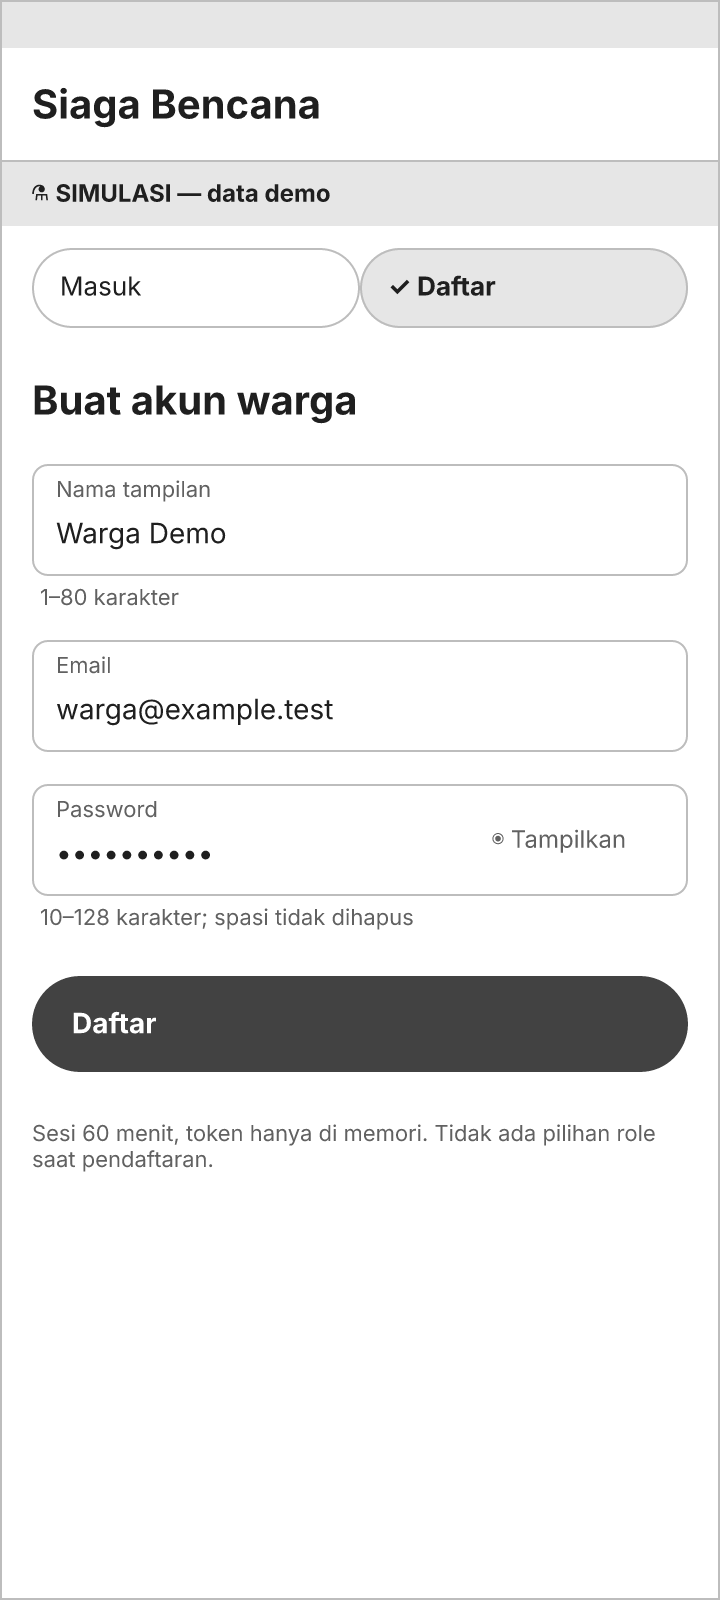 Siaga Bencana
⚗ SIMULASI — data demo
Masuk
✓ Daftar
Buat akun warga
Nama tampilan
Warga Demo
1–80 karakter
Email
warga@example.test
Password
••••••••••
◉ Tampilkan
10–128 karakter; spasi tidak dihapus
Daftar
Sesi 60 menit, token hanya di memori. Tidak ada pilihan role
saat pendaftaran.